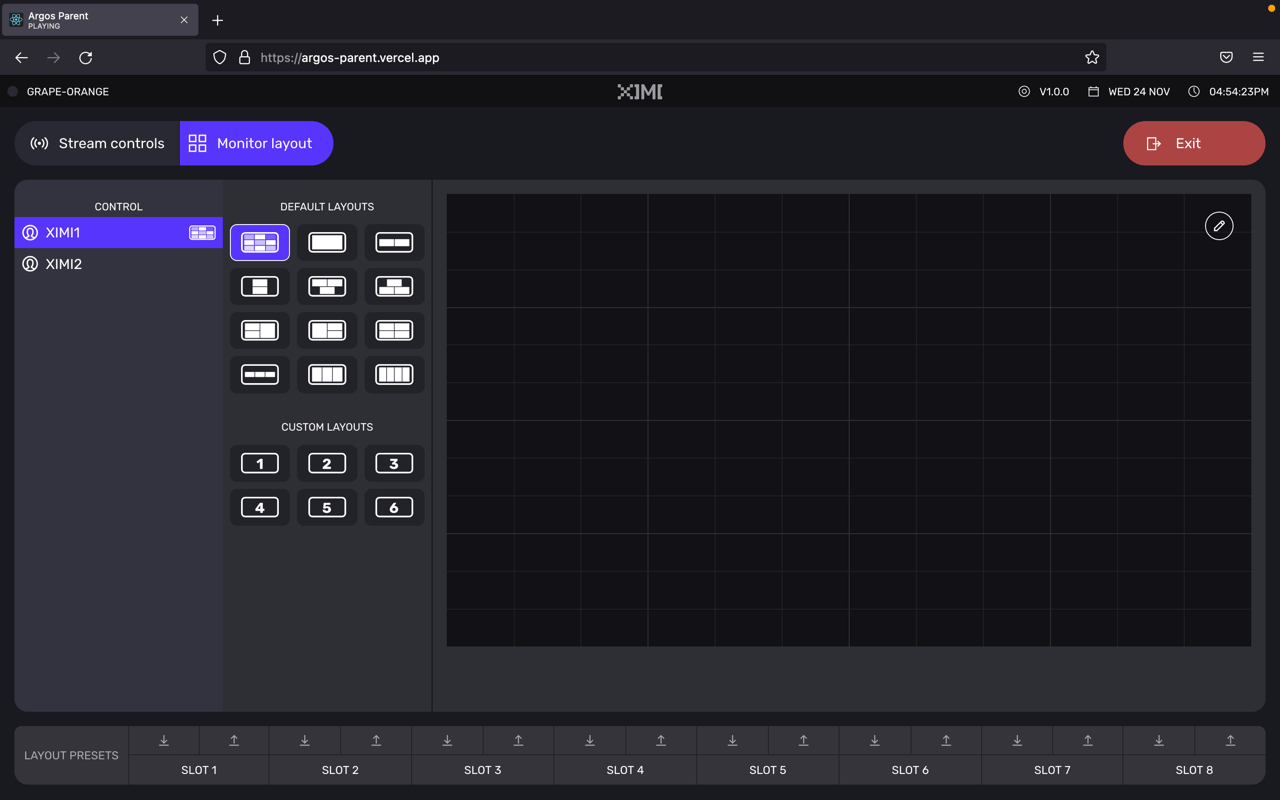 Argos Parent
PLAYING
https://argos-parent.vercel.app
GRAPE-ORANGE
XIMI
V1.0.0
WED 24 NOV
04:54:23PM
Stream controls
Monitor layout
Exit
CONTROL
XIMI1
XIMI2
DEFAULT LAYOUTS
CUSTOM LAYOUTS
1 2 3
4 5 6
LAYOUT PRESETS
SLOT 1
SLOT 2
SLOT 3
SLOT 4
SLOT 5
SLOT 6
SLOT 7
SLOT 8